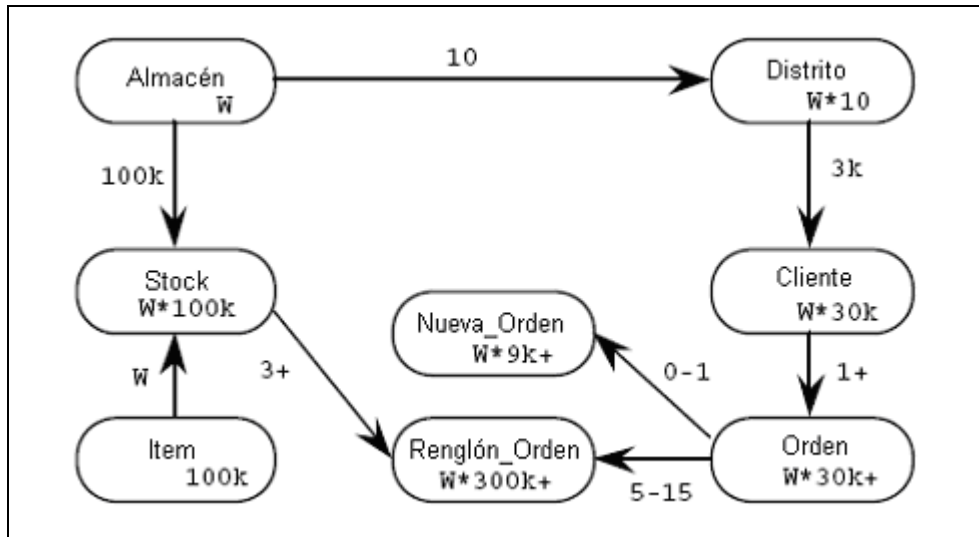 10
Almacén
W
Distrito
W*10
100k
3k
Stock
W*100k
Cliente
W*30k
Nueva_Orden
W*9k+
W
3+
0-1
1+
Item
100k
Renglón_Orden
W*300k+
Orden
W*30k+
5-15